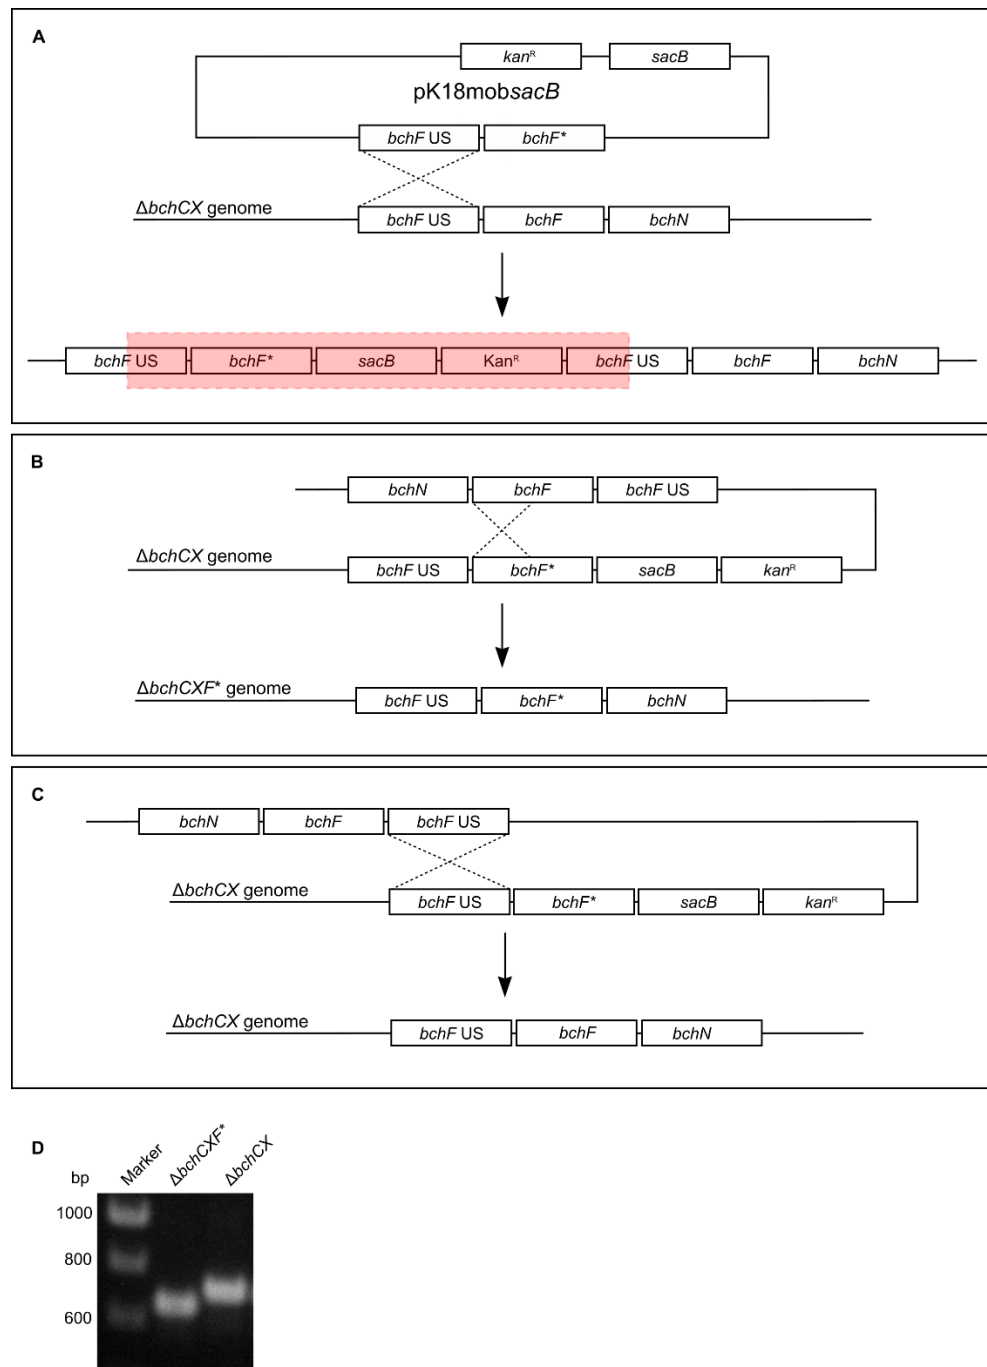 A
kanᴿ sacB
pK18mobsacB
bchF US bchF*
ΔbchCX genome
bchF US bchF bchN
bchF US bchF* sacB Kanᴿ bchF US bchF bchN
B
bchN bchF bchF US
ΔbchCX genome
bchF US bchF* sacB kanᴿ
ΔbchCXF* genome
bchF US bchF* bchN
C
bchN bchF bchF US
ΔbchCX genome
bchF US bchF* sacB kanᴿ
ΔbchCX genome
bchF US bchF bchN
D
bp Marker ΔbchCXF* ΔbchCX
1000
800
600